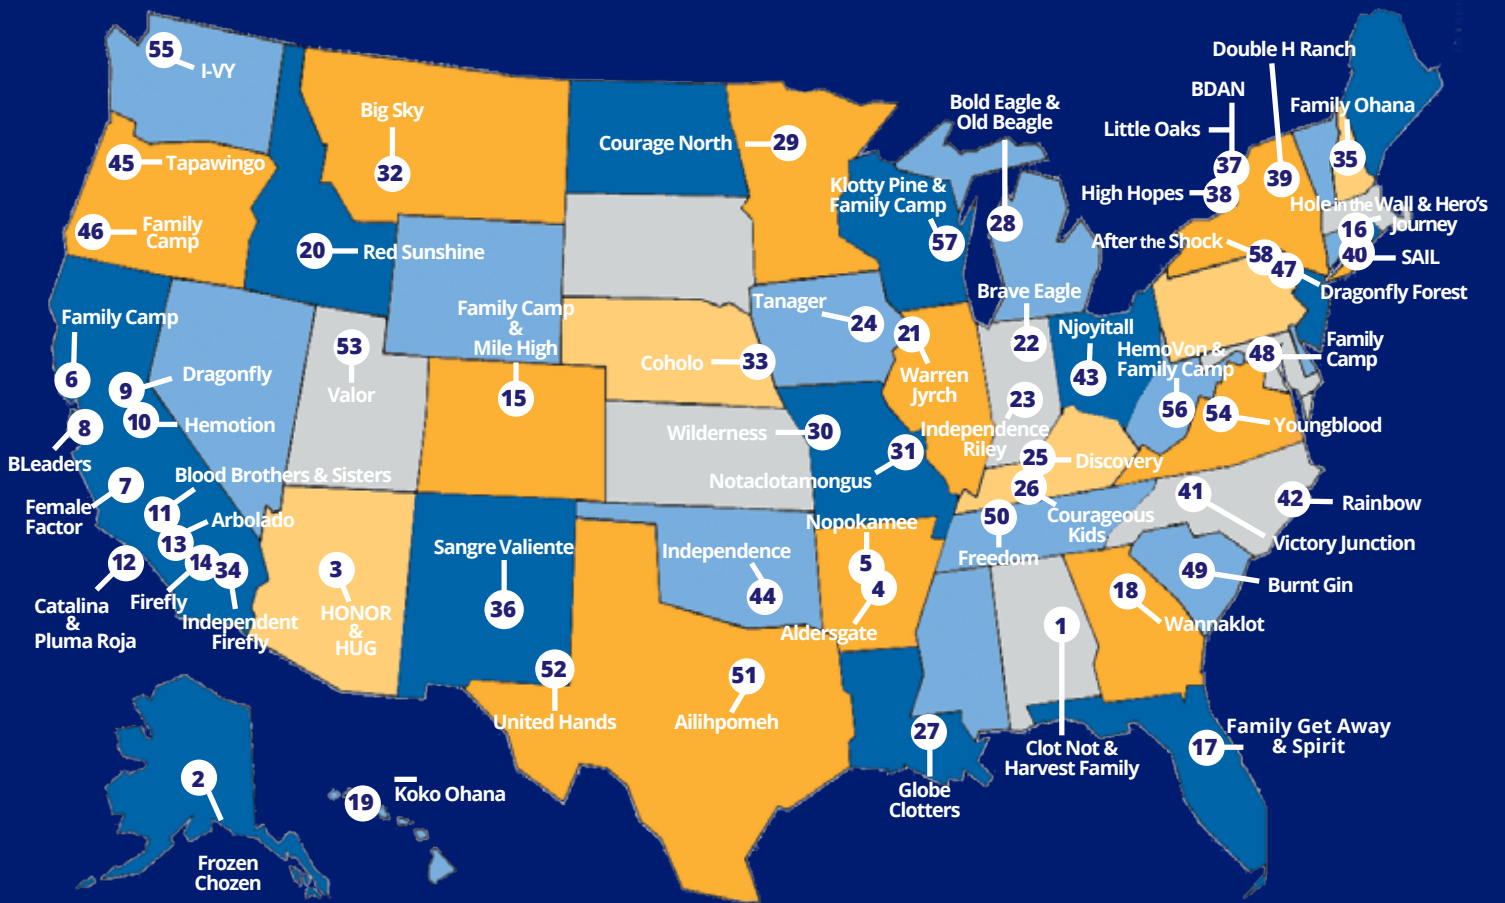 55
I-VY
45
Tapawingo
46
Family
Camp
Big Sky
32
20
Red Sunshine
Courage North
29
Bold Eagle &
Old Beagle
28
Klotty Pine &
Family Camp
57
Double H Ranch
39
BDAN
Little Oaks
37
High Hopes
38
Family Ohana
35
Hole in the Wall & Hero's
Journey
16
40
SAIL
After the Shock
58
47
Dragonfly Forest
Family Camp
6
9
Dragonfly
10
Hemotion
8
BLeaders
7
Female
Factor
Blood Brothers & Sisters
11
Arbolado
13
12
Catalina
&
Pluma Roja
14
Firefly
34
Independent
Firefly
53
Valor
Family Camp
&
Mile High
15
Coholo
33
Tanager
24
21
Warren
Jyrch
Brave Eagle
22
23
Independence
Riley
Njoyitall
43
HemoVon &
Family Camp
56
48
Family
Camp
54
Youngblood
Wilderness
30
31
Notaclotamongus
25
Discovery
26
Courageous
Kids
50
Freedom
41
Victory Junction
42
Rainbow
49
Burnt Gin
3
HONOR
&
HUG
Sangre Valiente
36
Independence
44
Nopokamee
5
4
Aldersgate
18
Wannaklot
1
Clot Not &
Harvest Family
52
United Hands
51
Ailihpomeh
27
Globe
Clotters
17
Family Get Away
& Spirit
2
Frozen
Chozen
19
Koko Ohana